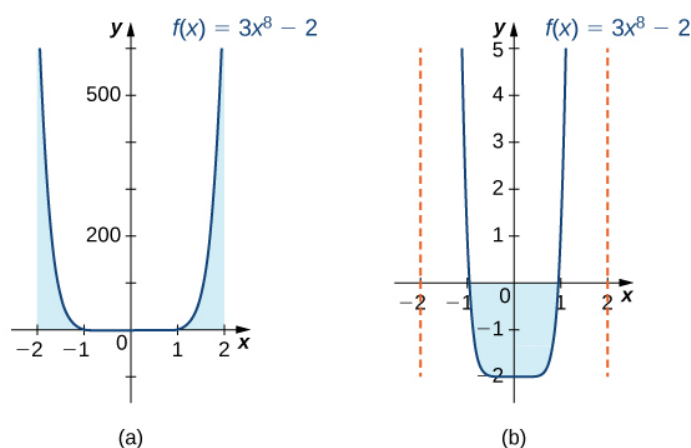 y
f(x) = 3x⁸ − 2
500
200
−2 −1 0 1 2 x
(a)
y
f(x) = 3x⁸ − 2
5
4
3
2
1
−2 −1 0 1 2 x
−1
−2
(b)